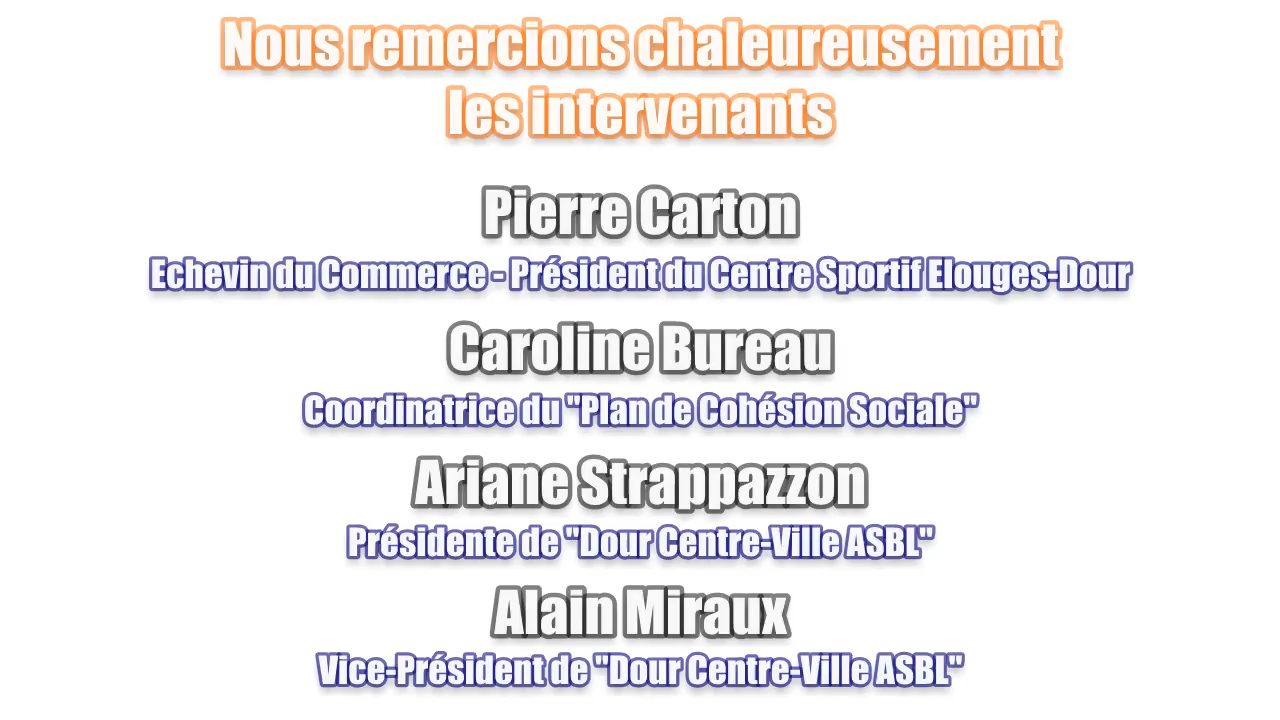 Nous remercions chaleureusement
les intervenants
Pierre Carton
Echevin du Commerce - Président du Centre Sportif Elouges-Dour
Caroline Bureau
Coordinatrice du "Plan de Cohésion Sociale"
Ariane Strappazzon
Présidente de "Dour Centre-Ville ASBL"
Alain Miraux
Vice-Président de "Dour Centre-Ville ASBL"